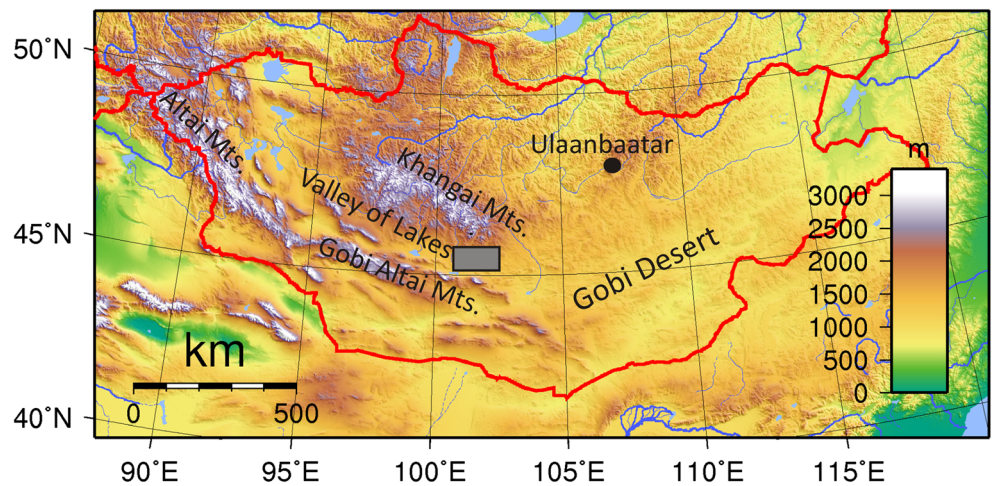 50°N
45°N
40°N
Altai Mts.
Khangai Mts.
Ulaanbaatar
Valley of Lakes
Gobi Altai Mts.
Gobi Desert
m
3000
2500
2000
1500
1000
500
0
km
0 500
90°E 95°E 100°E 105°E 110°E 115°E